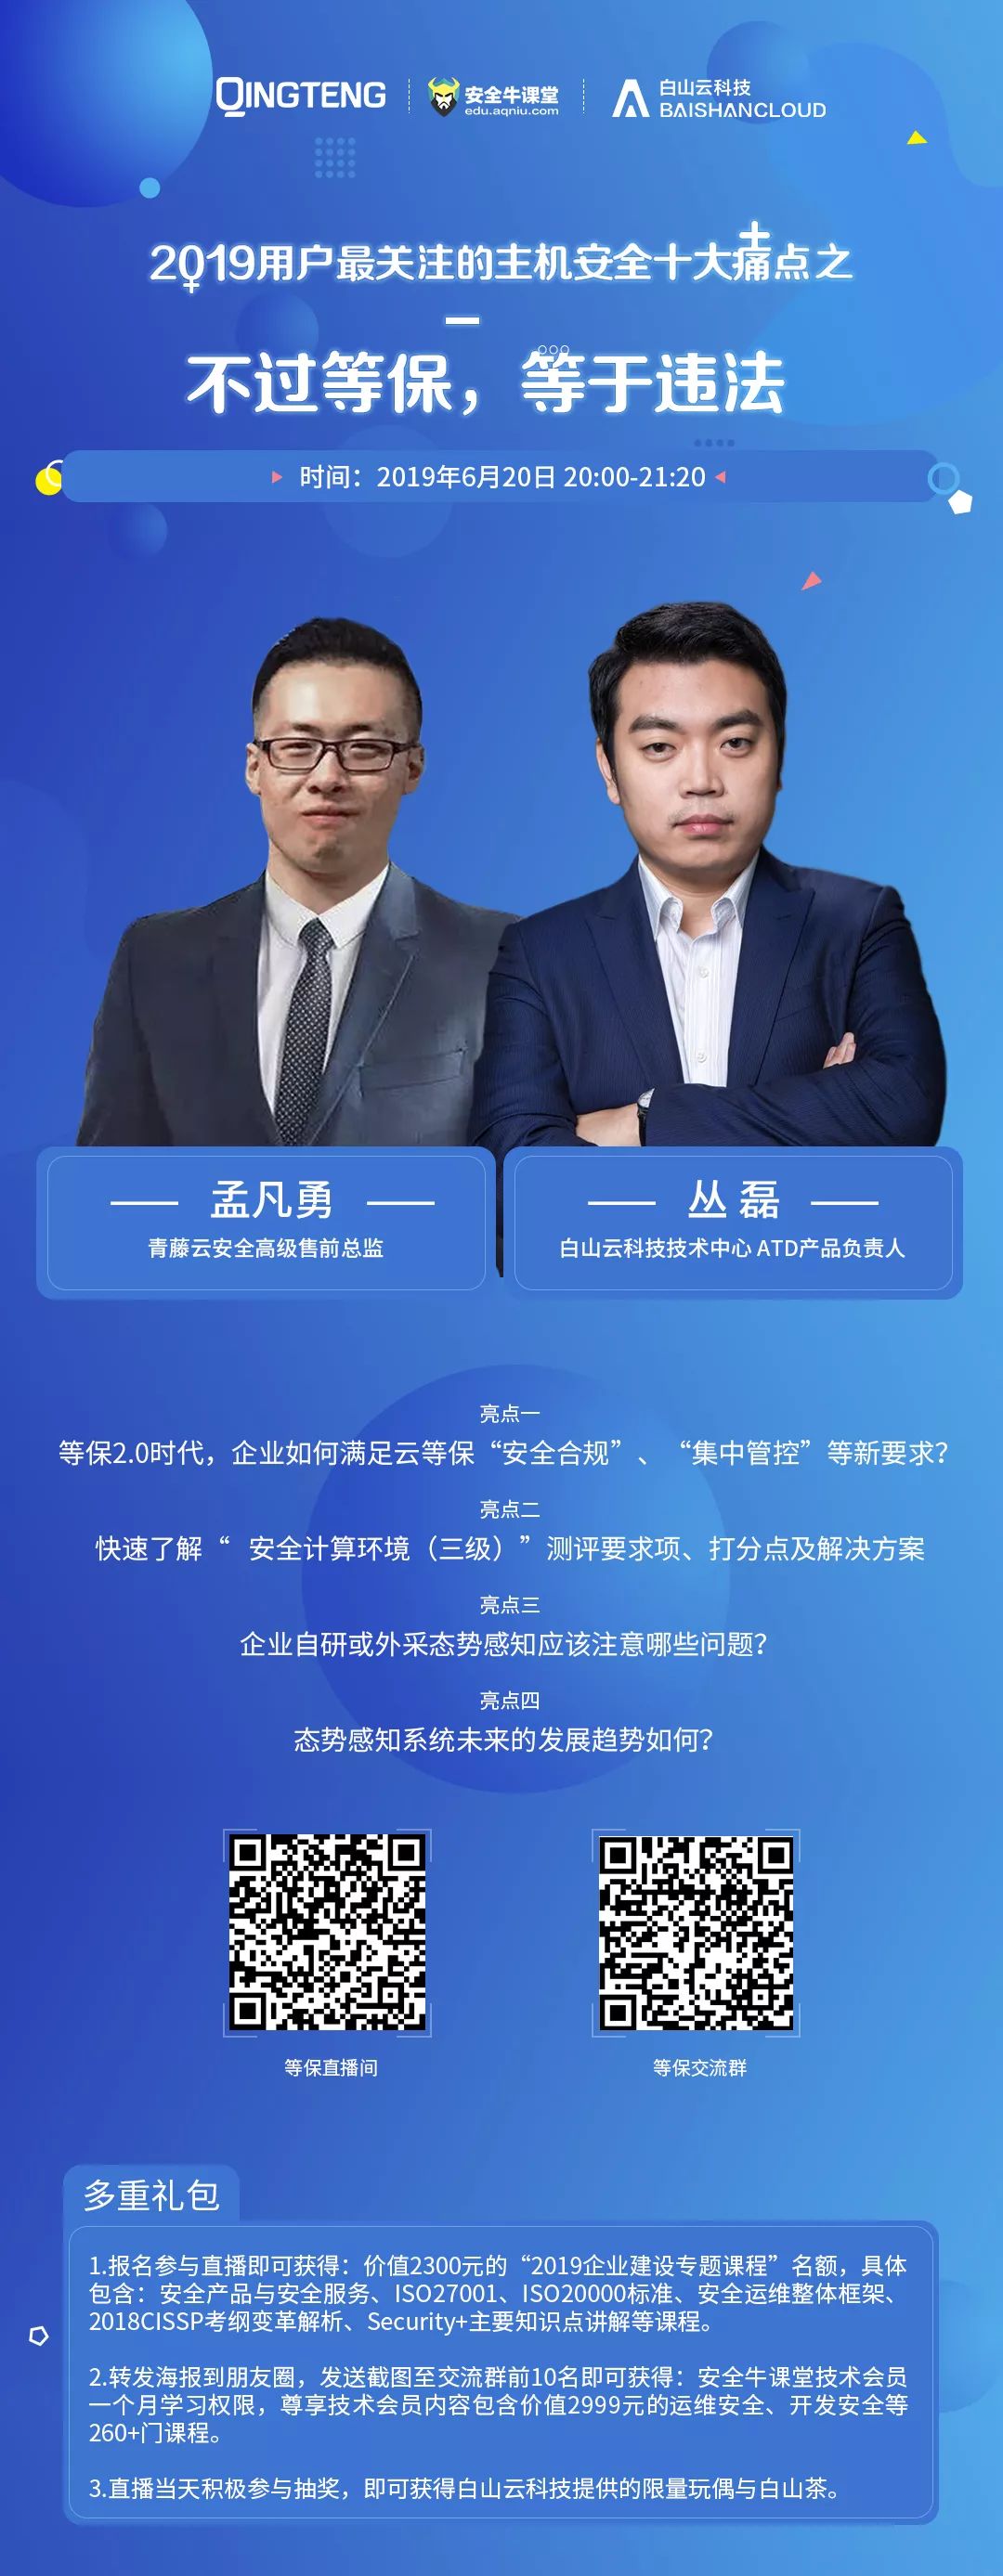 QINGTENG
安全牛课堂
edu.aqniu.com
白山云科技
BAISHANCLOUD
2019用户最关注的主机安全十大痛点之
一
不过等保，等于违法
时间：2019年6月20日 20:00-21:20
孟凡勇
青藤云安全高级售前总监
丛 磊
白山云科技技术中心 ATD产品负责人
亮点一
等保2.0时代，企业如何满足云等保“安全合规”、“集中管控”等新要求？
亮点二
快速了解“ 安全计算环境（三级）”测评要求项、打分点及解决方案
亮点三
企业自研或外采态势感知应该注意哪些问题？
亮点四
态势感知系统未来的发展趋势如何？
等保直播间
等保交流群
多重礼包
1.报名参与直播即可获得：价值2300元的“2019企业建设专题课程”名额，具体
包含：安全产品与安全服务、ISO27001、ISO20000标准、安全运维整体框架、
2018CISSP考纲变革解析、Security+主要知识点讲解等课程。
2.转发海报到朋友圈，发送截图至交流群前10名即可获得：安全牛课堂技术会员
一个月学习权限，尊享技术会员内容包含价值2999元的运维安全、开发安全等
260+门课程。
3.直播当天积极参与抽奖，即可获得白山云科技提供的限量玩偶与白山茶。